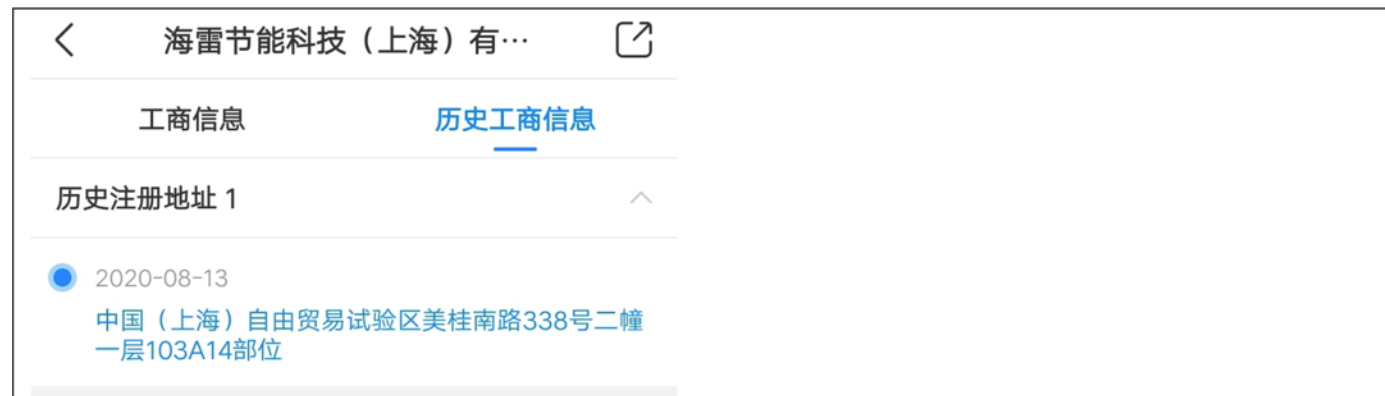 海雷节能科技（上海）有…
工商信息
历史工商信息
历史注册地址 1
2020-08-13
中国（上海）自由贸易试验区美桂南路338号二幢
一层103A14部位